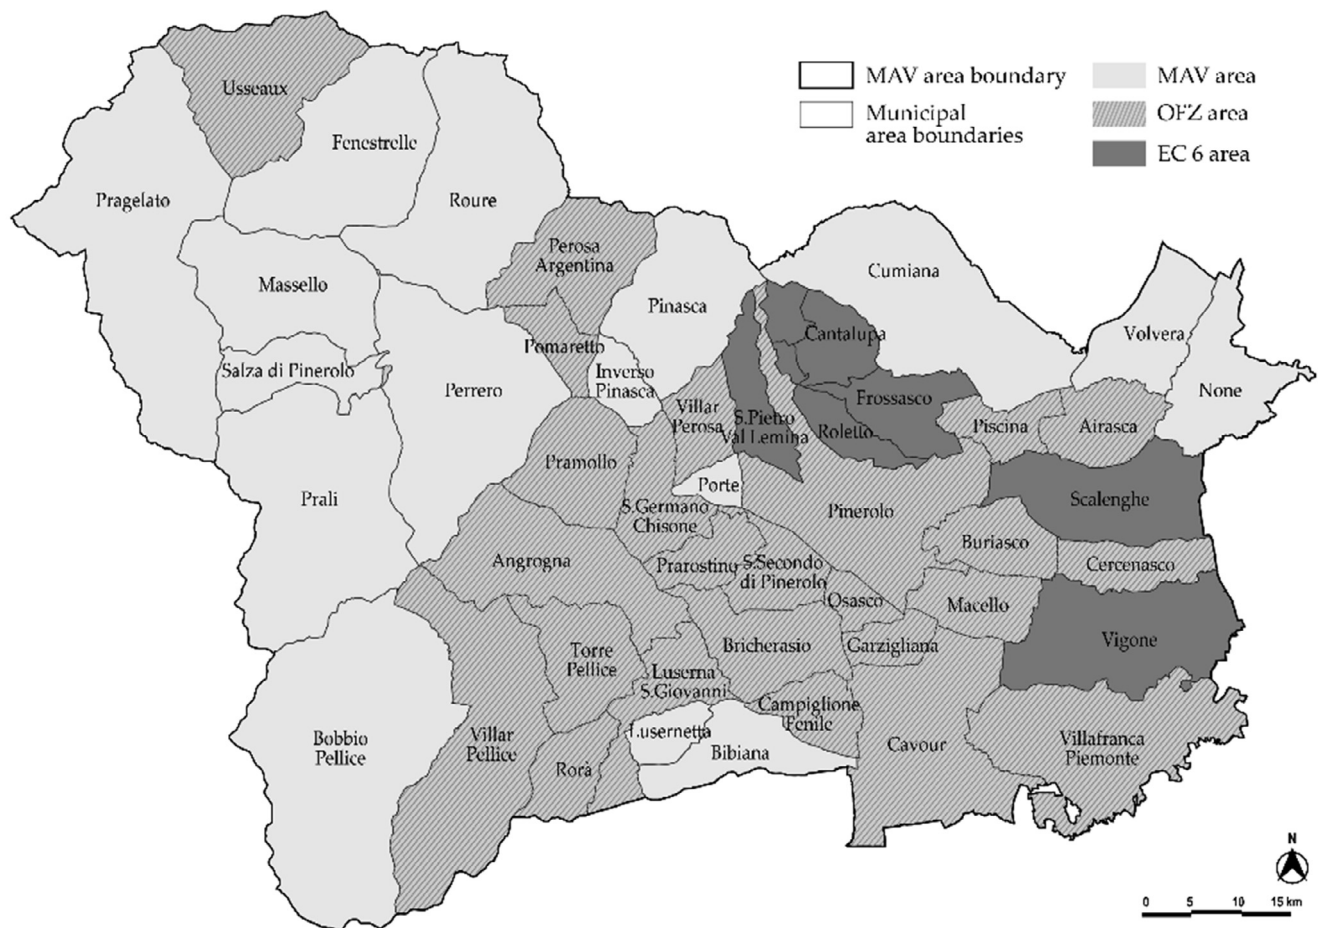 MAV area boundary
Municipal
area boundaries
MAV area
OFZ area
EC 6 area
Usseaux
Fenestrelle
Pragelato
Roure
Perosa
Argentina
Cumiana
Massello
Pinasca
Volvera
Cantalupa
Pomaretto
Salza di Pinerolo
Inverso
Pinasca
Perrero
None
Frossasco
Villar
Perosa
S.Pietro
Val Lemina
Roletto
Piscina
Airasca
Pramollo
Porte
Prali
Scalenghe
S.Germano
Chisone
Pinerolo
Buriasco
Angrogna
Prarostino
S.Secondo
di Pinerolo
Cercenasco
Osasco
Macello
Bricherasio
Garzigliana
Vigone
Torre
Pellice
Luserna
S.Giovanni
Campiglione
Fenile
Lusernetta
Bobbio
Pellice
Villar
Pellice
Bibiana
Cavour
Villafranca
Piemonte
Rorà
N
0 5 10 15 km